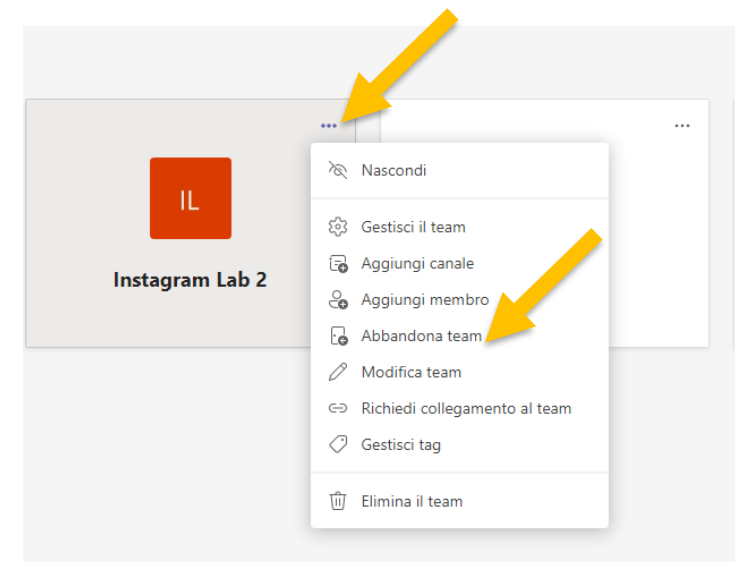 IL
Instagram Lab 2
Nascondi
Gestisci il team
Aggiungi canale
Aggiungi membro
Abbandona team
Modifica team
Richiedi collegamento al team
Gestisci tag
Elimina il team